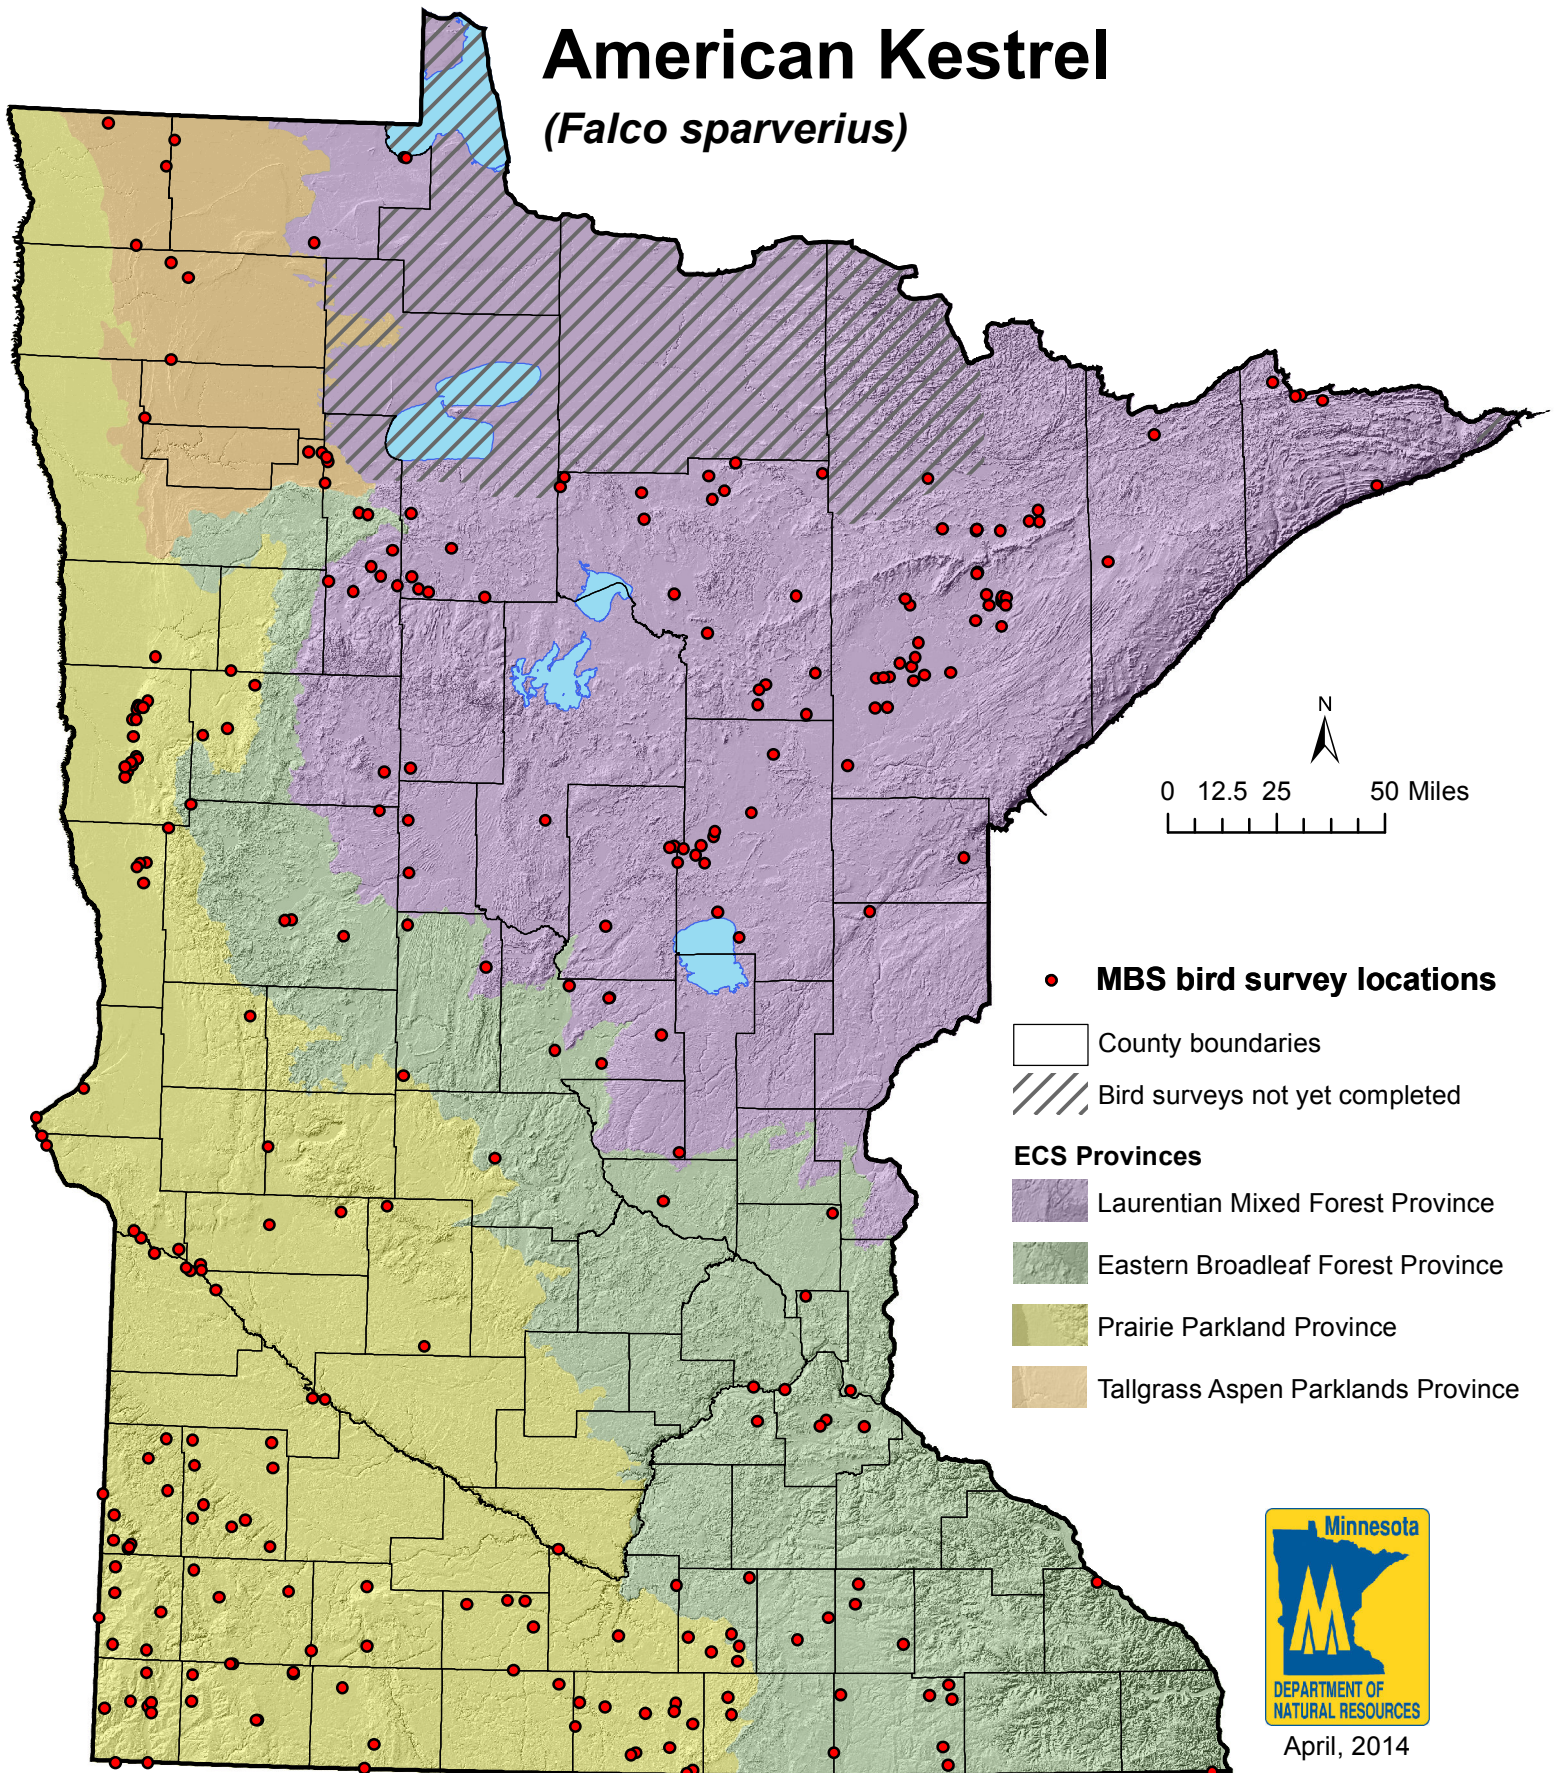 American Kestrel
(Falco sparverius)
N
0 12.5 25 50 Miles
MBS bird survey locations
County boundaries
Bird surveys not yet completed
ECS Provinces
Laurentian Mixed Forest Province
Eastern Broadleaf Forest Province
Prairie Parkland Province
Tallgrass Aspen Parklands Province
Minnesota
DEPARTMENT OF
NATURAL RESOURCES
April, 2014